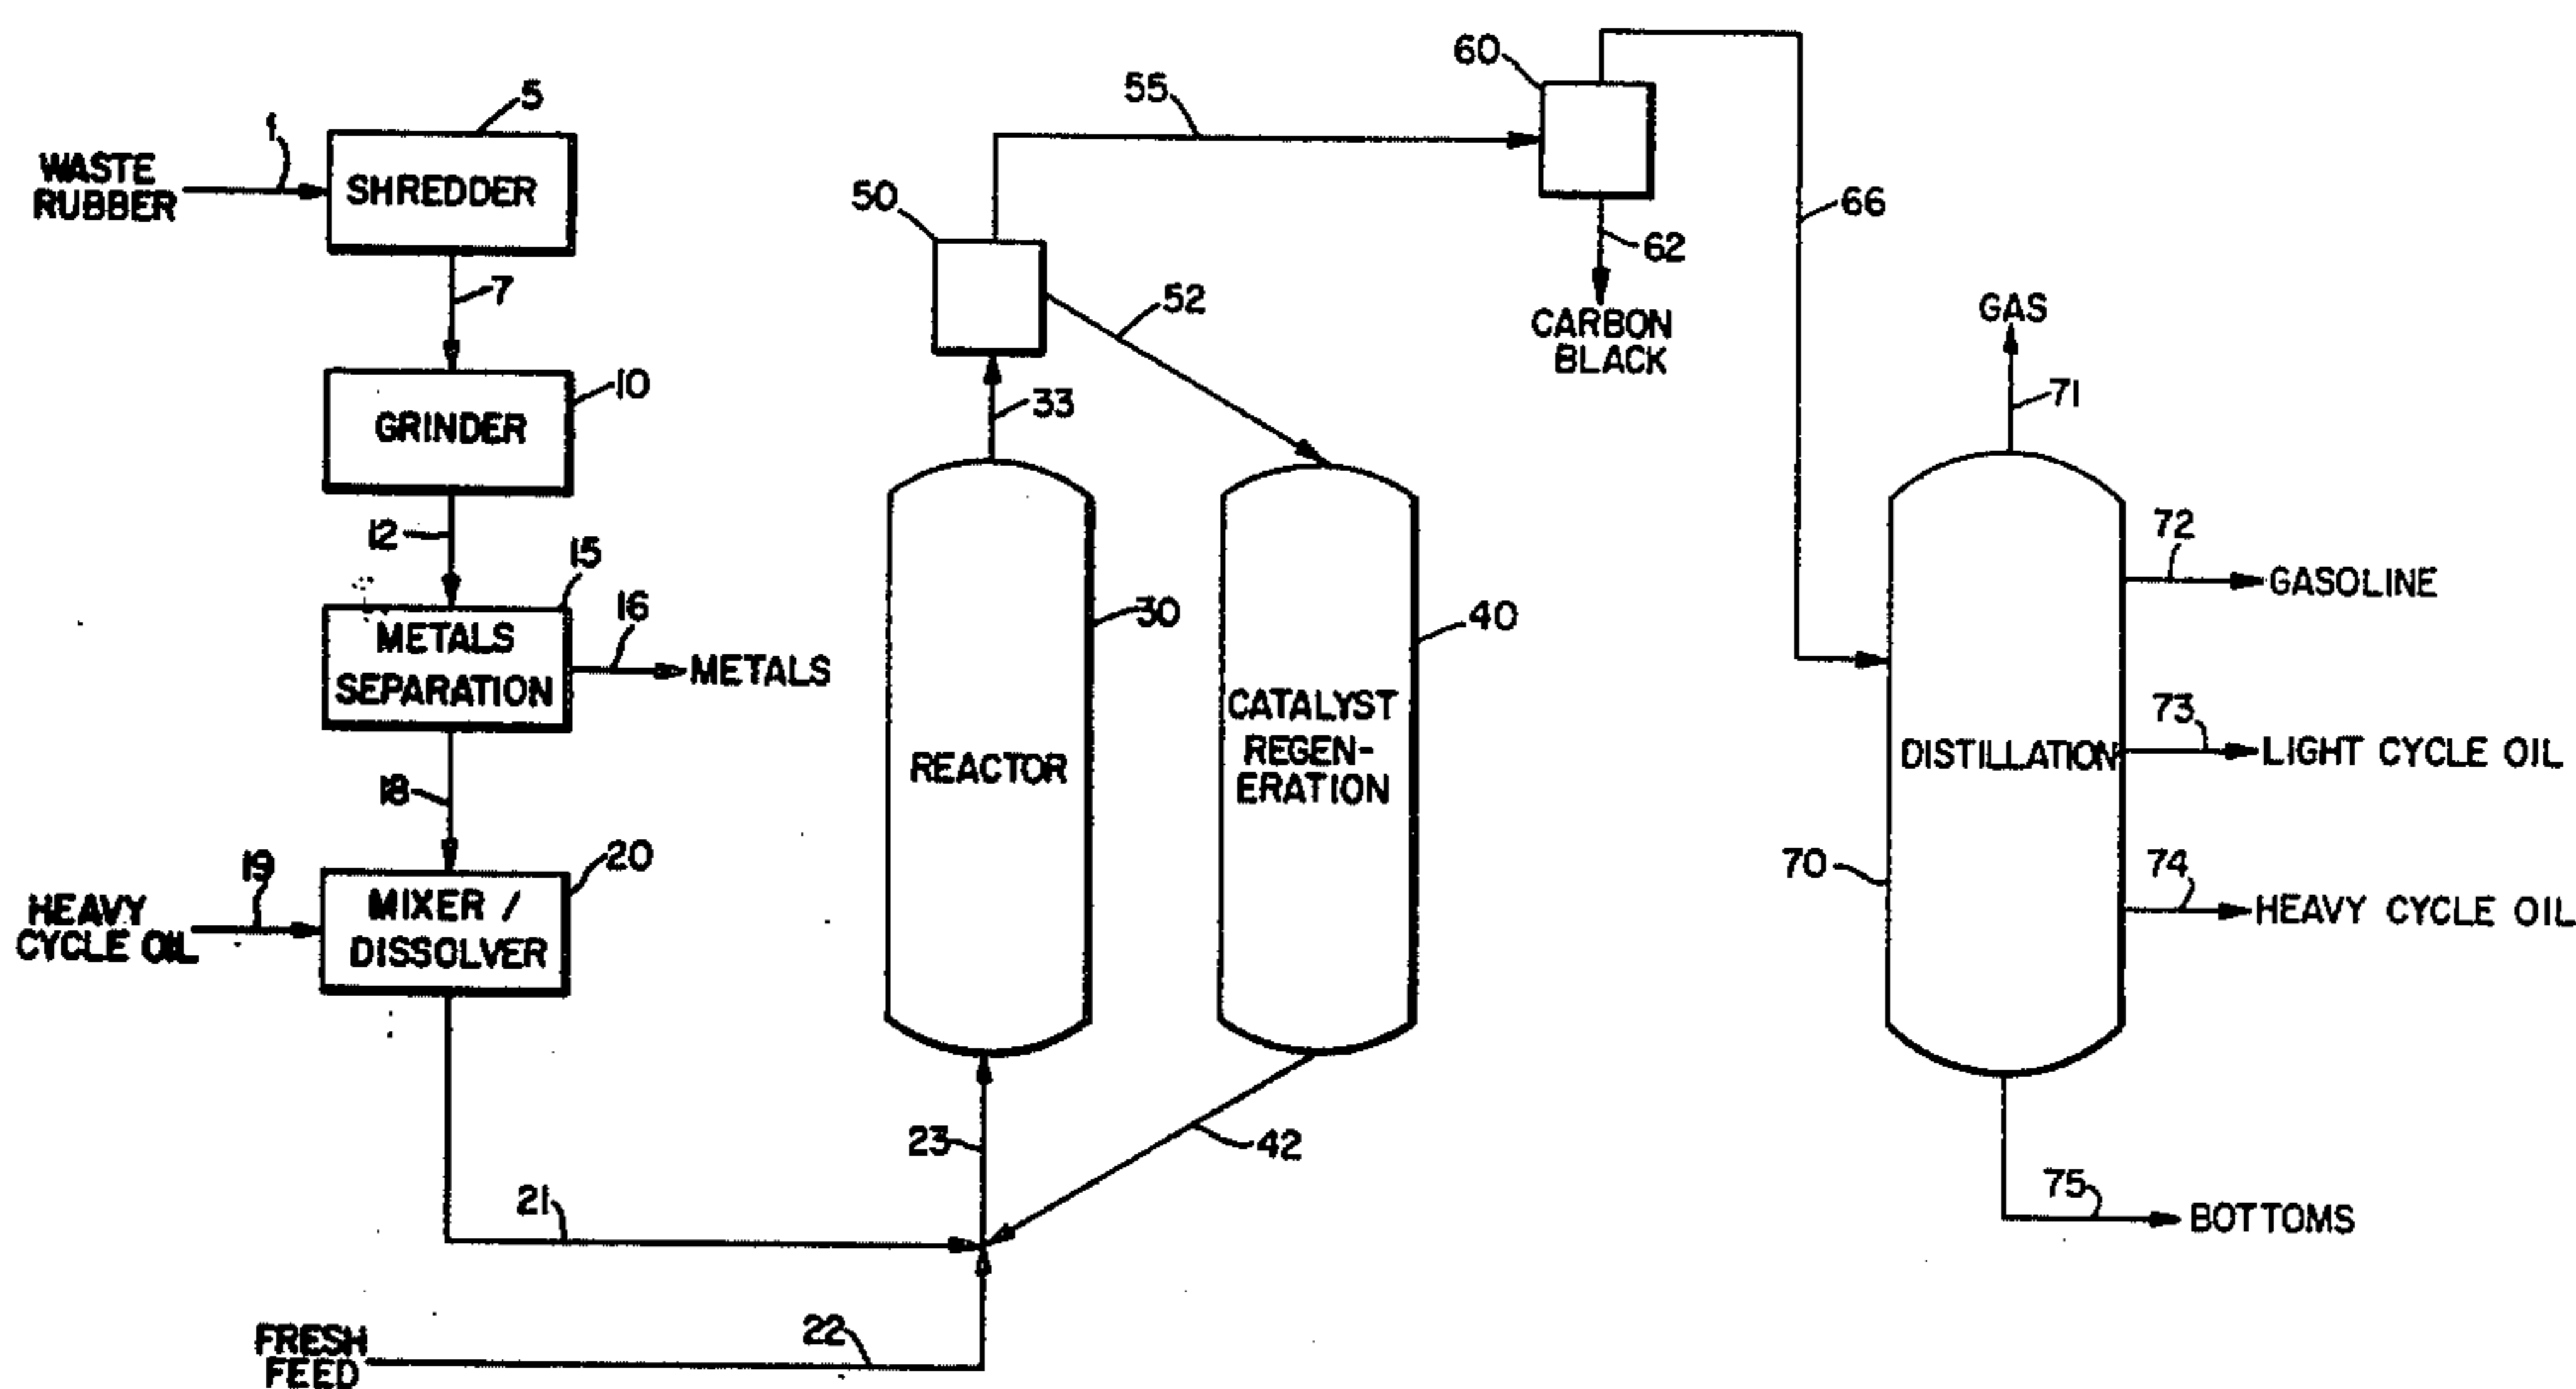 1
5
WASTE
RUBBER
SHREDDER
7
GRINDER
10
12
15
METALS
SEPARATION
16
METALS
18
19
HEAVY
CYCLE OIL
20
MIXER /
DISSOLVER
21
FRESH
FEED
22
23
REACTOR
30
33
CATALYST
REGEN-
ERATION
40
42
50
52
55
60
62
CARBON
BLACK
66
DISTILLATION
70
GAS
71
72
GASOLINE
73
LIGHT CYCLE OIL
74
HEAVY CYCLE OIL
75
BOTTOMS